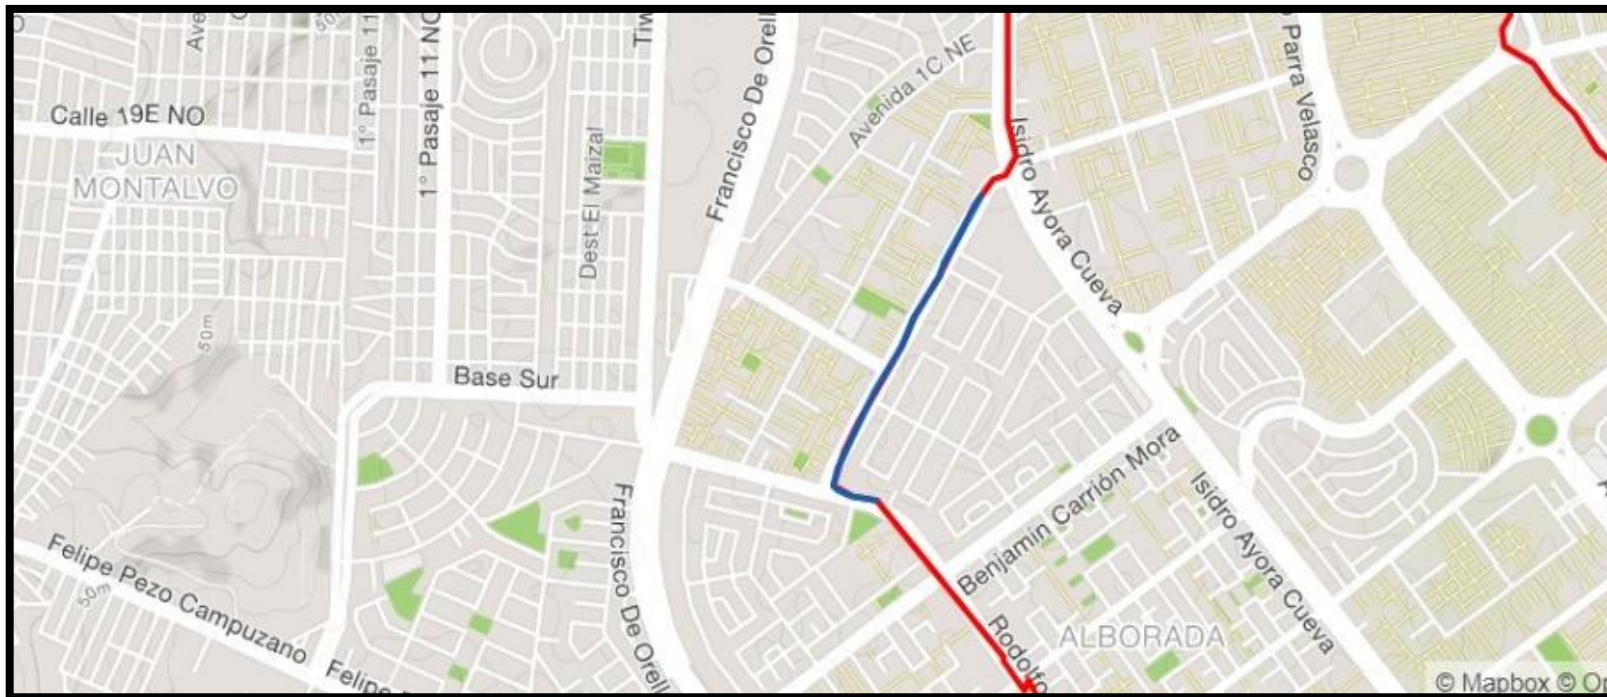 Calle 19E NO
JUAN
MONTALVO
1° Pasaje 11
1° Pasaje 11 NO
50m
Dest El Maizal
Francisco De Orell
Avenida 1C NE
Isidro Ayora Cueva
Parra Velasco
Base Sur
50m
Felipe Pezo Campuzano
Felipe
Francisco De Orell
Benjamín Carrión Mora
Isidro Ayora Cueva
Rodolfo
ALBORADA
© Mapbox ©